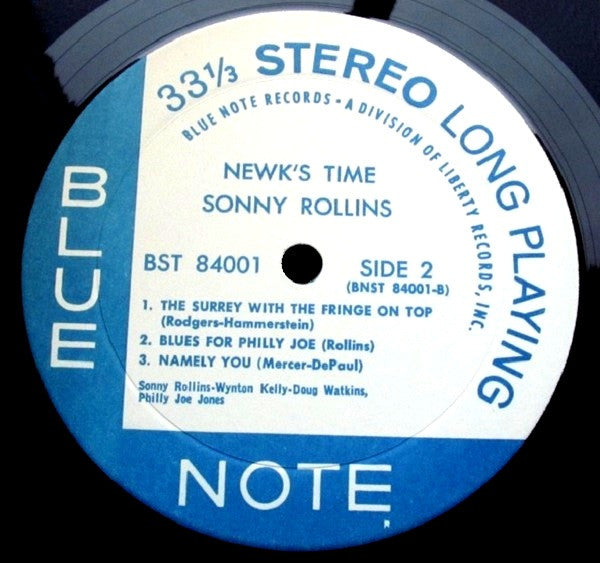 33⅓ STEREO LONG PLAYING
BLUE NOTE RECORDS • A DIVISION OF LIBERTY RECORDS, INC.
NEWK'S TIME
SONNY ROLLINS
BST 84001
SIDE 2
(BNST 84001-B)
1. THE SURREY WITH THE FRINGE ON TOP
(Rodgers-Hammerstein)
2. BLUES FOR PHILLY JOE (Rollins)
3. NAMELY YOU (Mercer-DePaul)
Sonny Rollins-Wynton Kelly-Doug Watkins,
Philly Joe Jones
BLUE
NOTE